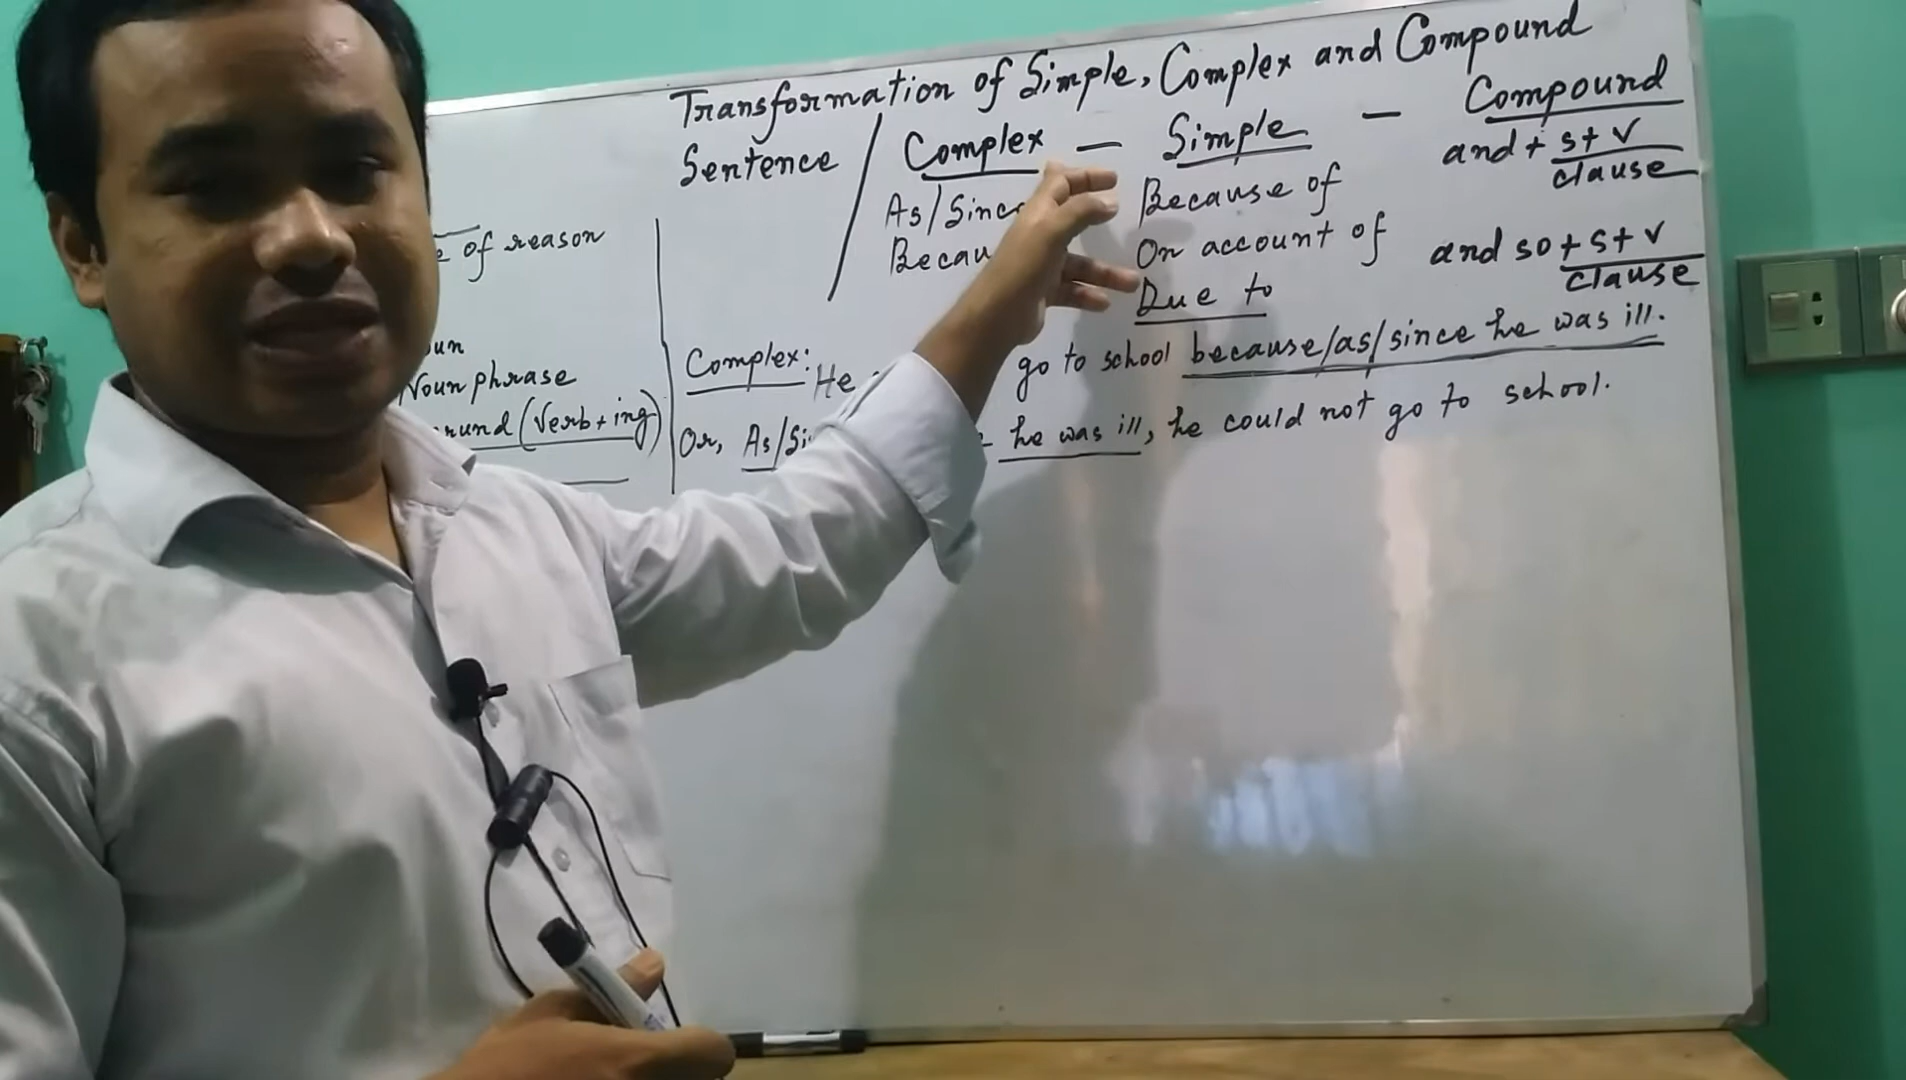 Transformation of Simple, Complex and Compound
Sentence / Complex — Simple — Compound
As/Since
Because of
On account of
Due to
and + s + v
clause
and so + s + v
clause
of reason
Noun phrase
(Verb + ing)
Complex: He go to school because/as/since he was ill.
Or, As/Si he was ill, he could not go to school.